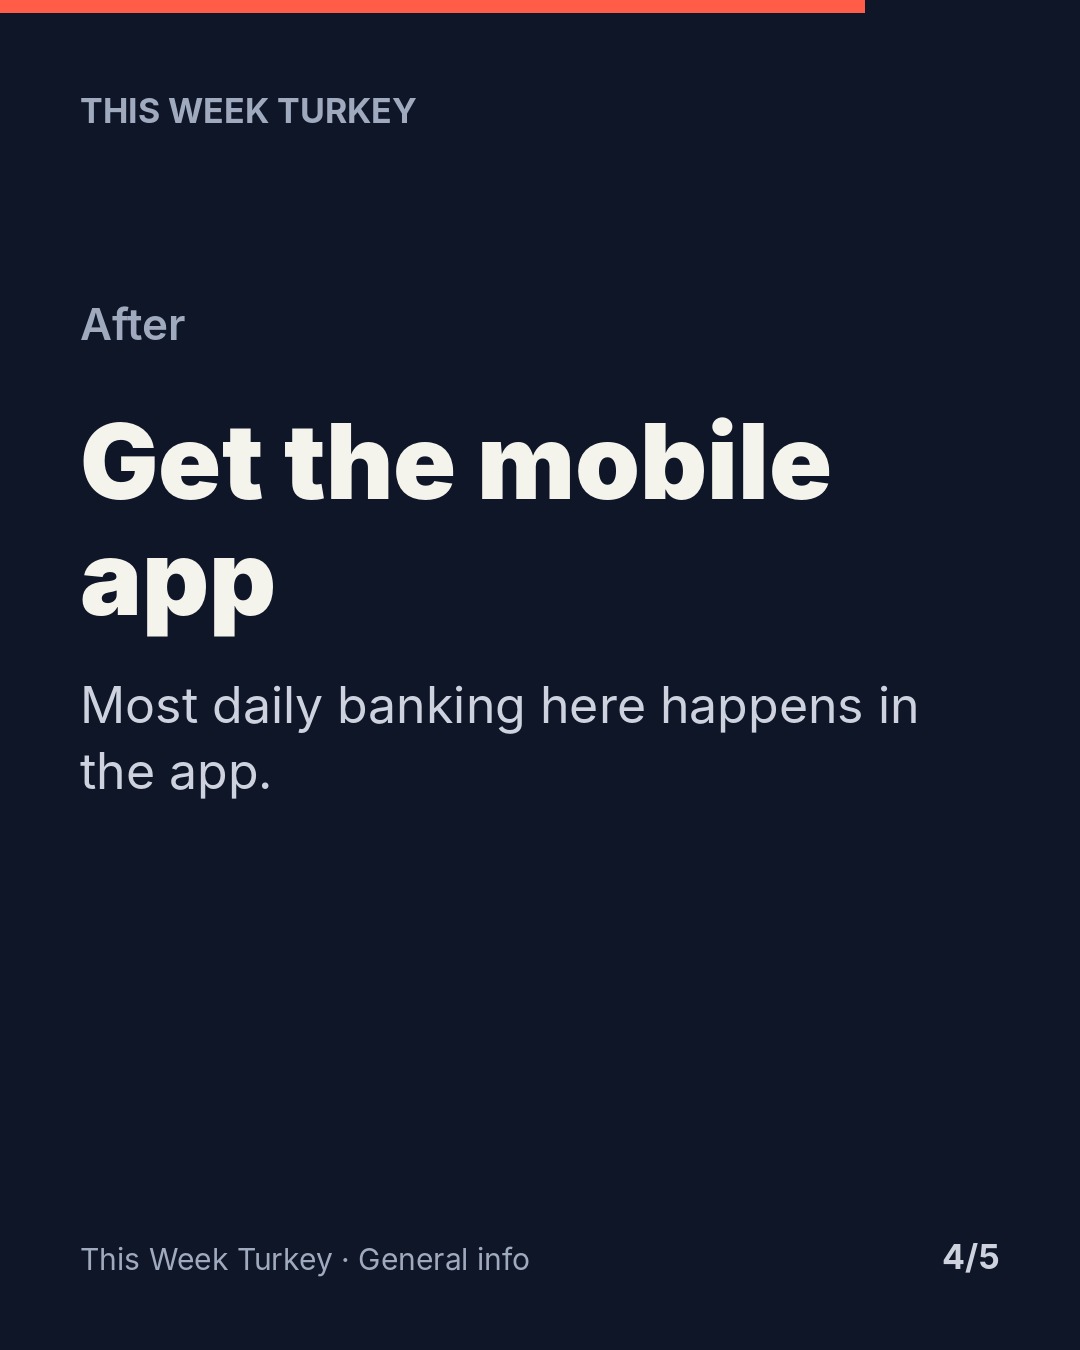 THIS WEEK TURKEY
After
Get the mobile
app
Most daily banking here happens in
the app.
This Week Turkey · General info
4/5